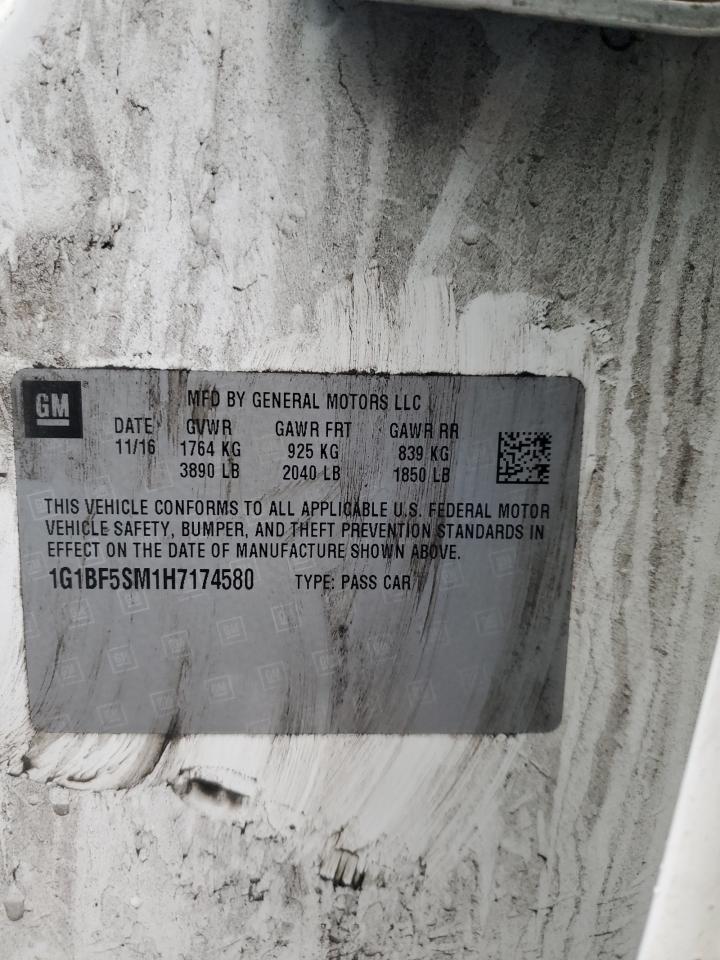 GM
MFD BY GENERAL MOTORS LLC
DATE GVWR GAWR FRT GAWR RR
11/16 1764 KG 925 KG 839 KG
3890 LB 2040 LB 1850 LB
THIS VEHICLE CONFORMS TO ALL APPLICABLE U.S. FEDERAL MOTOR
VEHICLE SAFETY, BUMPER, AND THEFT PREVENTION STANDARDS IN
EFFECT ON THE DATE OF MANUFACTURE SHOWN ABOVE.
1G1BF5SM1H7174580 TYPE: PASS CAR